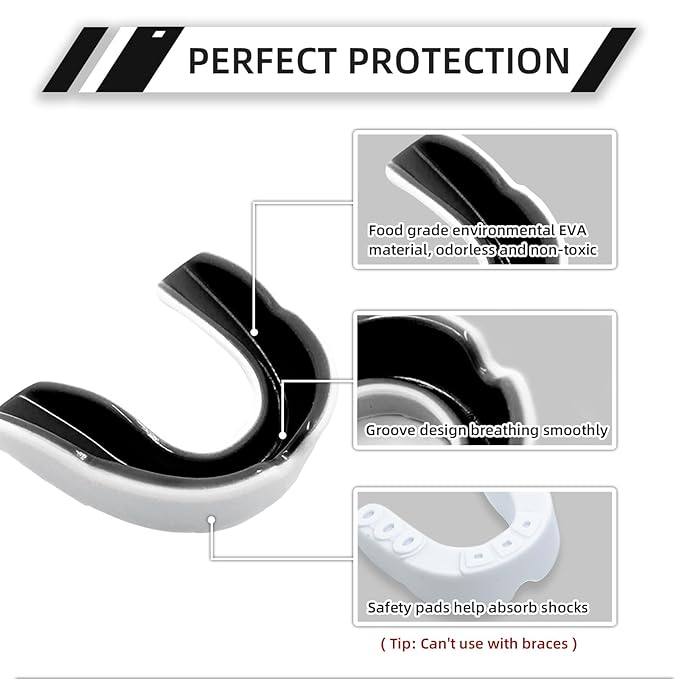 PERFECT PROTECTION
Food grade environmental EVA
material, odorless and non-toxic
Groove design breathing smoothly
Safety pads help absorb shocks
( Tip: Can't use with braces )